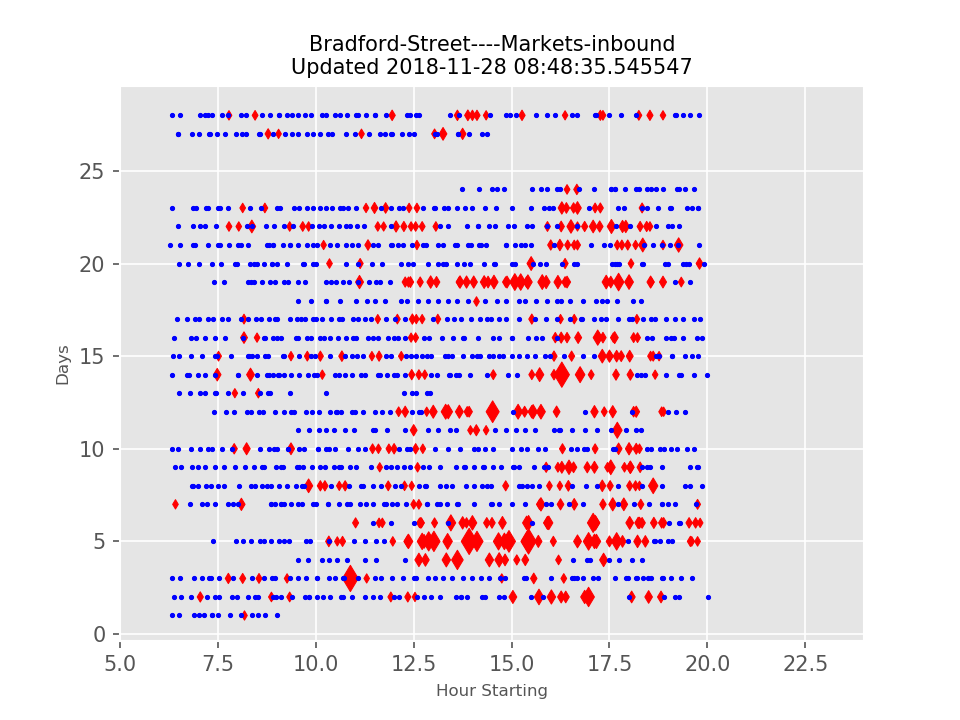 Bradford-Street----Markets-inbound
Updated 2018-11-28 08:48:35.545547
25
20
15
10
5
0
Days
5.0 7.5 10.0 12.5 15.0 17.5 20.0 22.5
Hour Starting